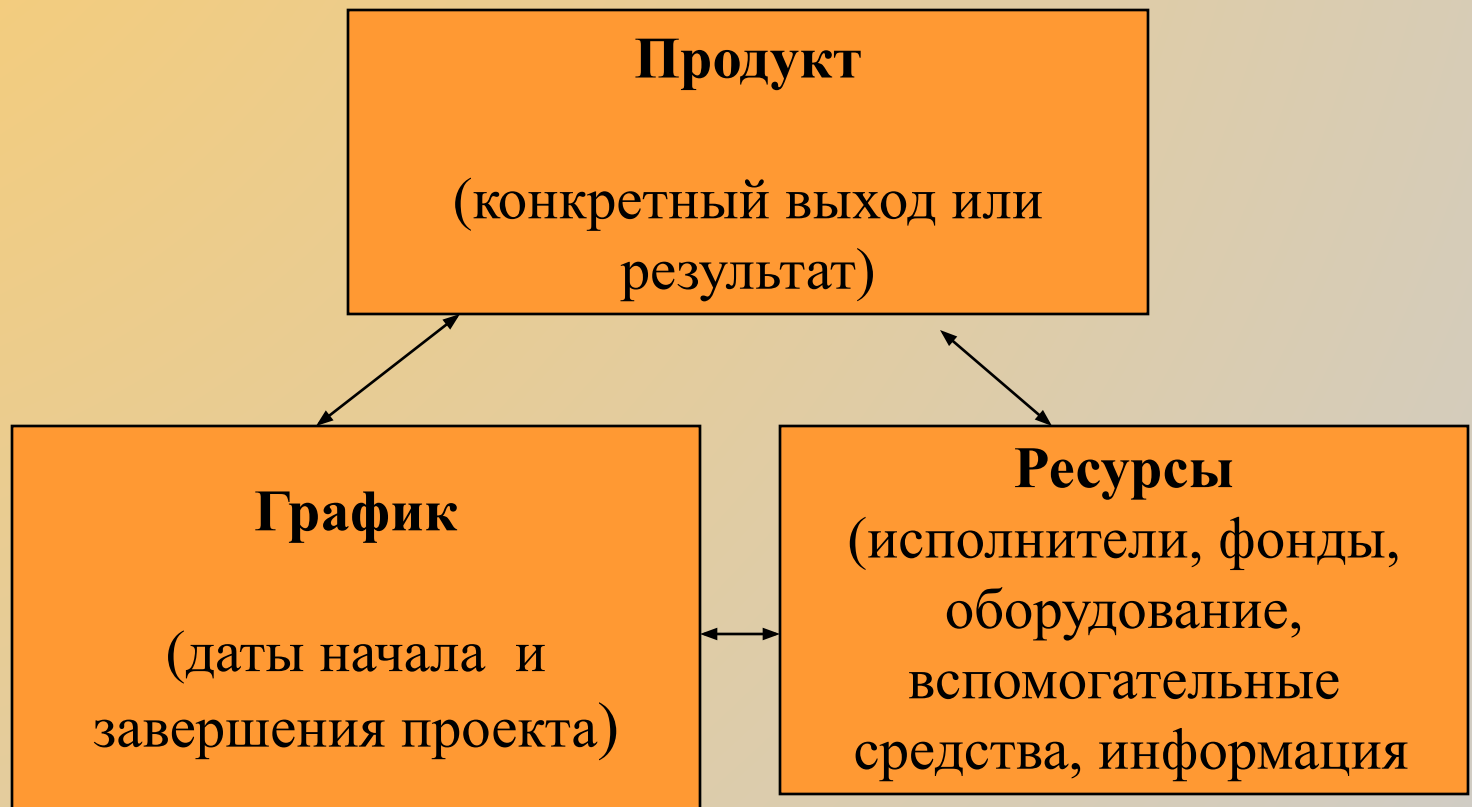 Продукт
(конкретный выход или
результат)
График
(даты начала и
завершения проекта)
Ресурсы
(исполнители, фонды,
оборудование,
вспомогательные
средства, информация